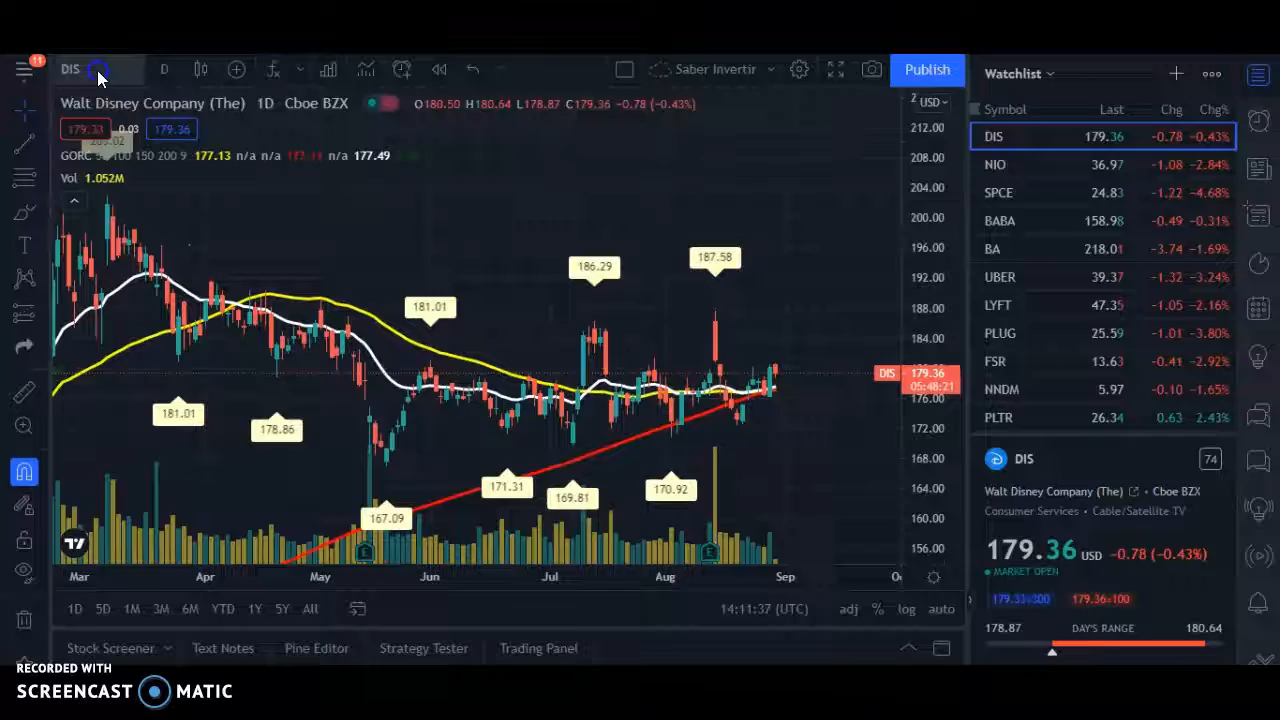 11
DIS
D
Saber Invertir
Publish
Walt Disney Company (The) 1D Cboe BZX
O180.50 H180.64 L178.87 C179.36 -0.78 (-0.43%)
USD
179.33 0.03 179.36
177.13 n/a n/a
n/a 177.49
Vol 1.052M
212.00
208.00
204.00
200.00
196.00
192.00
188.00
184.00
176.00
172.00
168.00
164.00
160.00
156.00
187.58
186.29
181.01
181.01
178.86
167.09
171.31
169.81
170.92
DIS 179.36
05:48:21
E
E
Mar Apr May Jun Jul Aug Sep
1D 5D 1M 3M 6M YTD 1Y 5Y All
14:11:37 (UTC) adj % log auto
Stock Screener Text Notes Pine Editor Strategy Tester Trading Panel
Watchlist
Symbol Last Chg Chg%
DIS 179.36 -0.78 -0.43%
NIO 36.97 -1.08 -2.84%
SPCE 24.83 -1.22 -4.68%
BABA 158.98 -0.49 -0.31%
BA 218.01 -3.74 -1.69%
UBER 39.37 -1.32 -3.24%
LYFT 47.35 -1.05 -2.16%
PLUG 25.59 -1.01 -3.80%
FSR 13.63 -0.41 -2.92%
NNDM 5.97 -0.10 -1.65%
PLTR 26.34 0.63 2.43%
DIS 74
Walt Disney Company (The) • Cboe BZX
Consumer Services • Cable/Satellite TV
179.36 USD -0.78 (-0.43%)
MARKET OPEN
179.33×300 179.36×100
178.87 DAY'S RANGE 180.64
RECORDED WITH
SCREENCAST MATIC